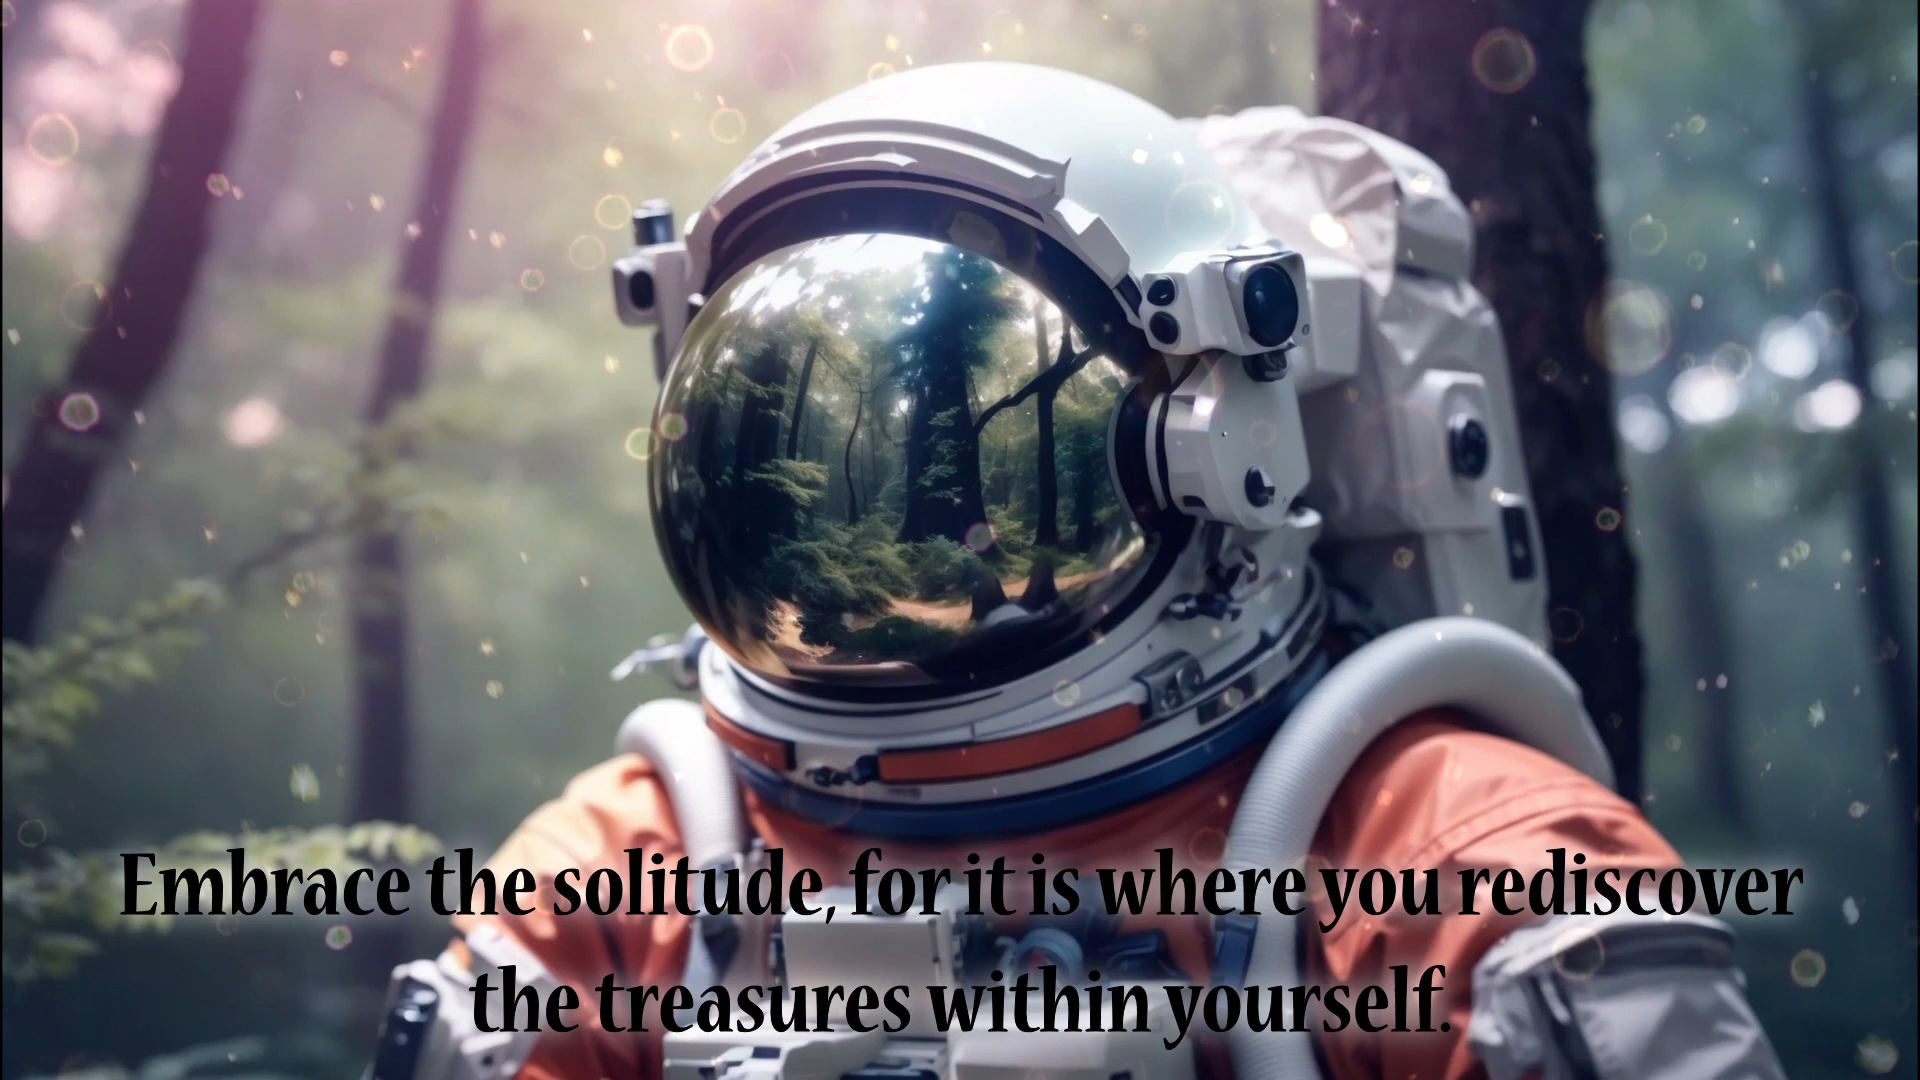 Embrace the solitude, for it is where you rediscover
the treasures within yourself.